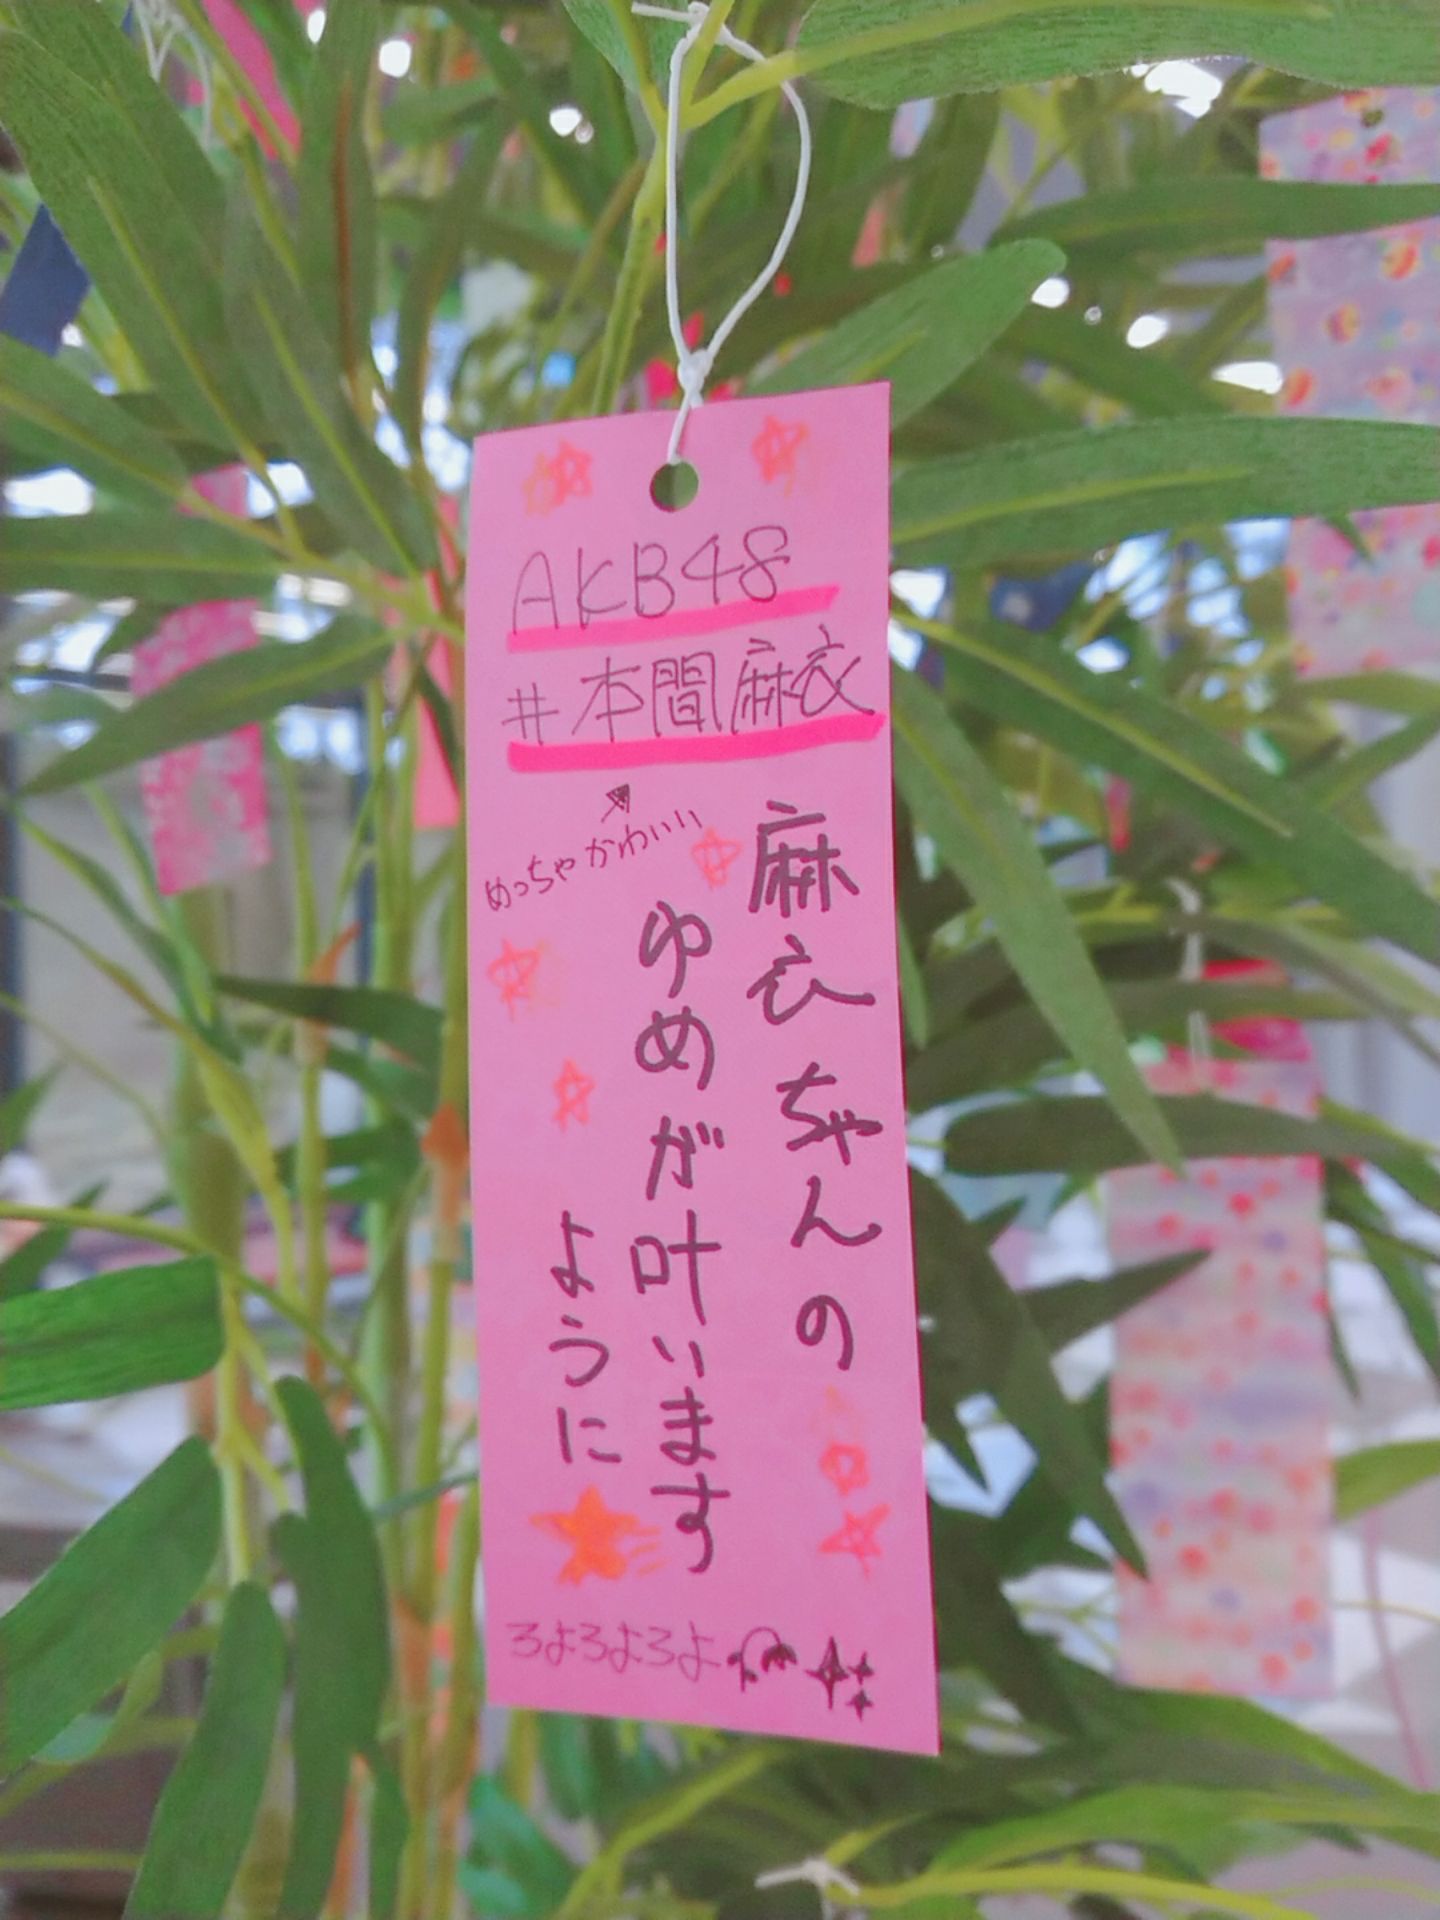 AKB48
#本間麻衣
めっちゃかわいい
麻衣ちゃんの
ゆめが叶います
ように
ろよろよろよ